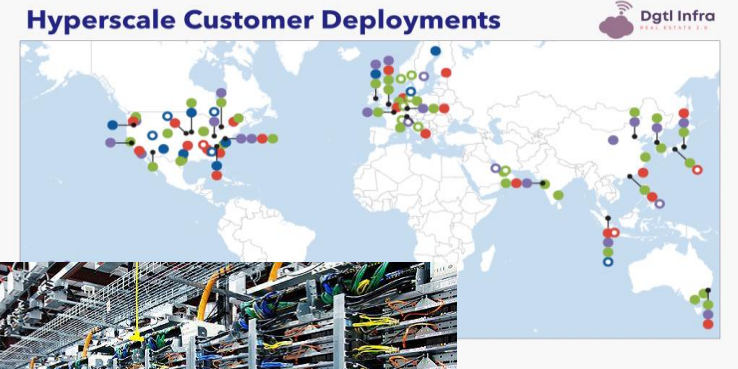 Hyperscale Customer Deployments
Dgtl Infra
REAL ESTATE 2.0